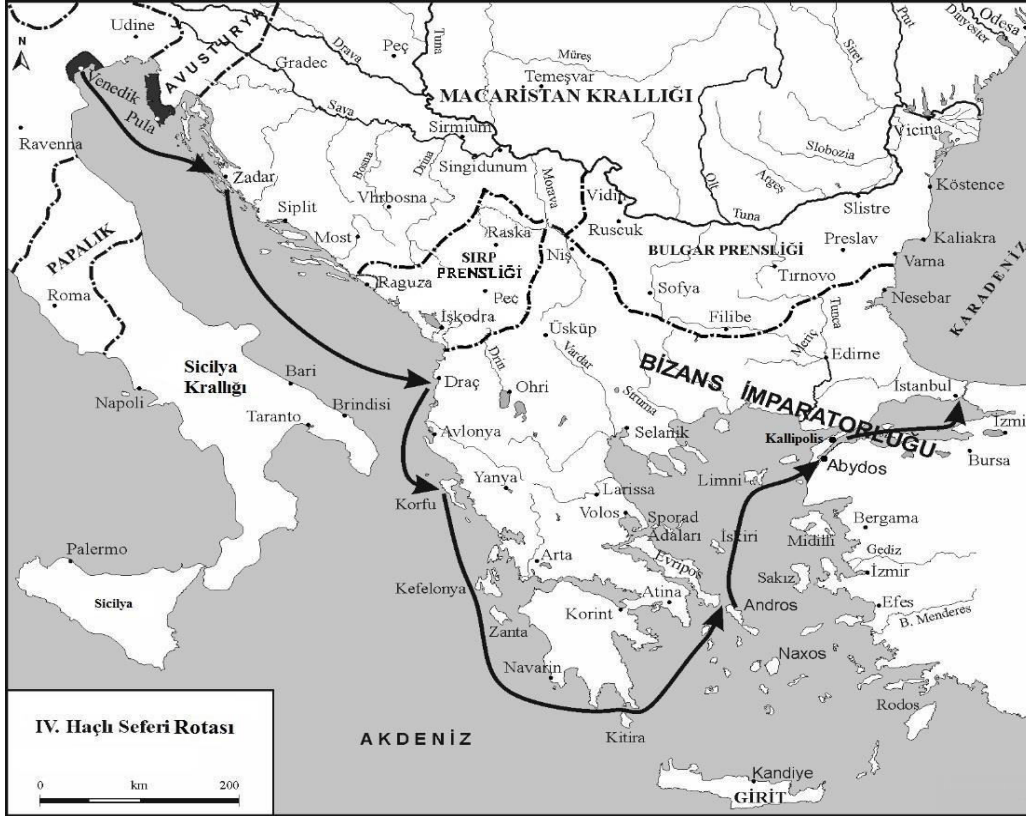 Udine
Peç
Tuna
Drava
Gradec
Müreş
Temeşvar
Prut
Siret
Dinyester
Odesa
N
AVUSTURYA
Venedik
Pula
MACARİSTAN KRALLIĞI
Sava
Sirmium
Ravenna
Singidunum
Bosna
Drina
Vicina
Slobozia
Zadar
Vhrbosna
Morava
Vidin
Olt
Argeş
Köstence
Siplit
Tuna
Slistre
Most
Raska
Ruscuk
BULGAR PRENSLİĞİ
Preslav
Kaliakra
PAPALIK
SIRP
PRENSLİĞİ
Niş
Tırnovo
Varna
KARADENİZ
Roma
Raguza
Peç
Sofya
Nesebar
İşkodra
Üsküp
Filibe
Tunca
Meriç
Edirne
Sicilya
Krallığı
Bari
Drin
Vardar
BİZANS İMPARATORLUĞU
İstanbul
Napoli
Brindisi
Draç
Ohri
Struma
Taranto
Avlonya
Selanik
Kallipolis
İzmi
Bursa
Abydos
Yanya
Limni
Korfu
Larissa
Volos
Sporad
Adaları
İskiri
Bergama
Midilli
Palermo
Arta
Evripos
Gediz
Sakız
İzmir
Kefelonya
Atina
Sicilya
Korint
Andros
Efes
B. Menderes
Zanta
Naxos
Navarin
Rodos
IV. Haçlı Seferi Rotası
AKDENİZ
Kitira
0 km 200
Kandiye
GİRİT